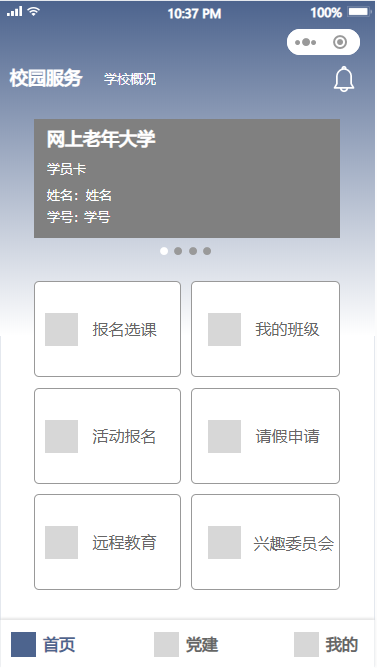 10:37 PM
100%
校园服务 学校概况
网上老年大学
学员卡
姓名：姓名
学号：学号
报名选课
我的班级
活动报名
请假申请
远程教育
兴趣委员会
首页
党建
我的